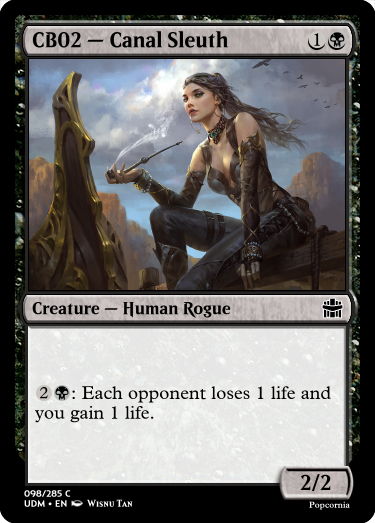 CB02 — Canal Sleuth 1
Creature — Human Rogue
2 : Each opponent loses 1 life and
you gain 1 life.
2/2
098/285 C
UDM • EN Wisnu Tan
Popcornia